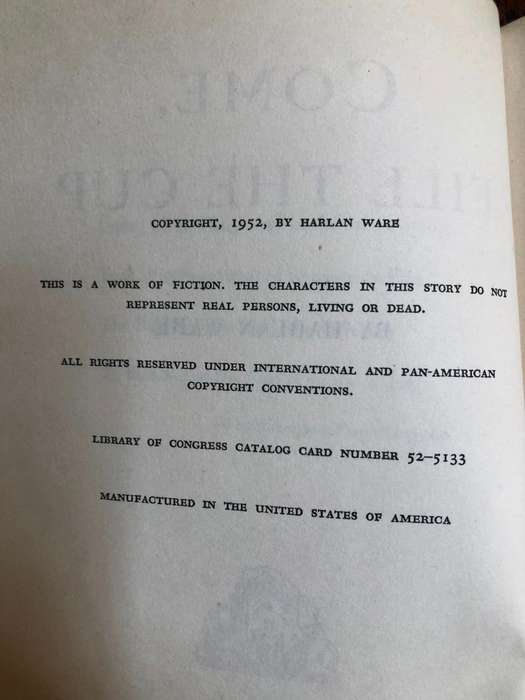 COPYRIGHT, 1952, BY HARLAN WARE
THIS IS A WORK OF FICTION. THE CHARACTERS IN THIS STORY DO NOT
REPRESENT REAL PERSONS, LIVING OR DEAD.
ALL RIGHTS RESERVED UNDER INTERNATIONAL AND PAN-AMERICAN
COPYRIGHT CONVENTIONS.
LIBRARY OF CONGRESS CATALOG CARD NUMBER 52–5133
MANUFACTURED IN THE UNITED STATES OF AMERICA